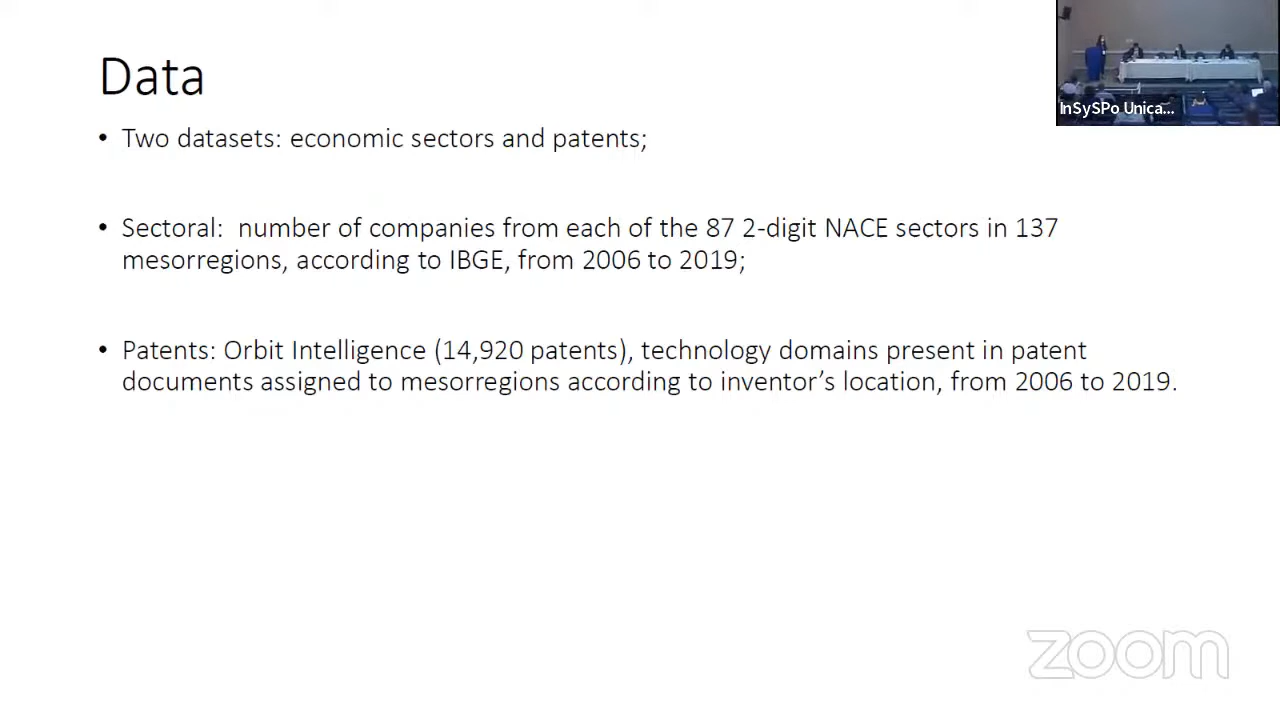 Data
• Two datasets: economic sectors and patents;
• Sectoral: number of companies from each of the 87 2-digit NACE sectors in 137
mesorregions, according to IBGE, from 2006 to 2019;
• Patents: Orbit Intelligence (14,920 patents), technology domains present in patent
documents assigned to mesorregions according to inventor’s location, from 2006 to 2019.
InSySPo Unica...
zoom